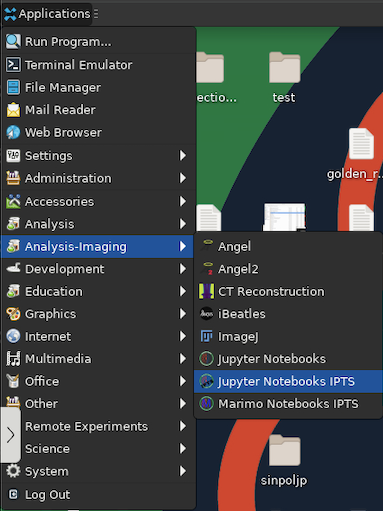 Applications
Run Program...
Terminal Emulator
File Manager
Mail Reader
Web Browser
Settings
Administration
Accessories
Analysis
Analysis-Imaging
Development
Education
Graphics
Internet
Multimedia
Office
Other
Remote Experiments
Science
System
Log Out
Angel
Angel2
CT Reconstruction
iBeatles
ImageJ
Jupyter Notebooks
Jupyter Notebooks IPTS
Marimo Notebooks IPTS
ectio...
test
golden_r...
sinpoljp